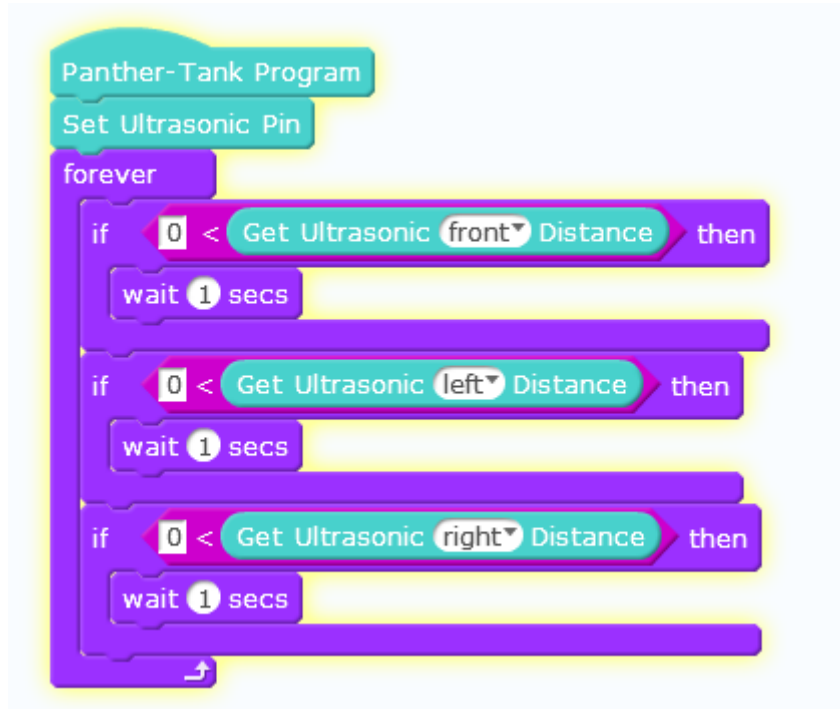 Panther-Tank Program
Set Ultrasonic Pin
forever
if 0 < Get Ultrasonic front Distance then
wait 1 secs
if 0 < Get Ultrasonic left Distance then
wait 1 secs
if 0 < Get Ultrasonic right Distance then
wait 1 secs